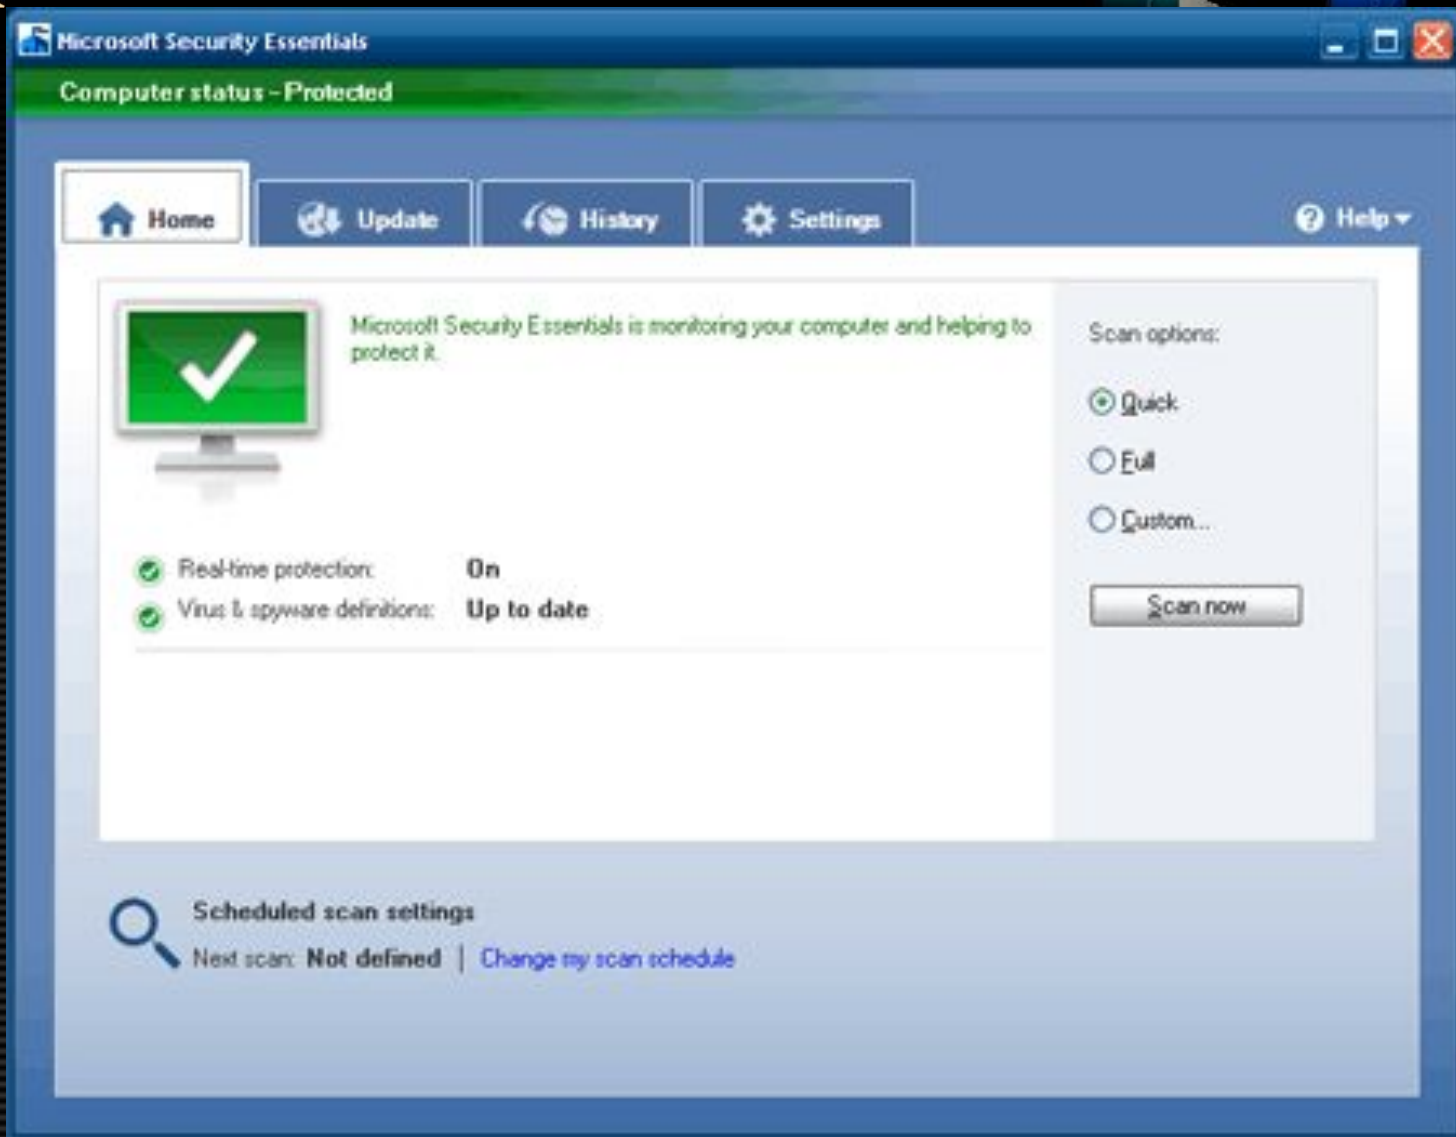 Microsoft Security Essentials
Computer status - Protected
Home
Update
History
Settings
Help
Microsoft Security Essentials is monitoring your computer and helping to
protect it.
Scan options:
Quick
Full
Custom...
Real-time protection: On
Virus & spyware definitions: Up to date
Scan now
Scheduled scan settings
Next scan: Not defined | Change my scan schedule